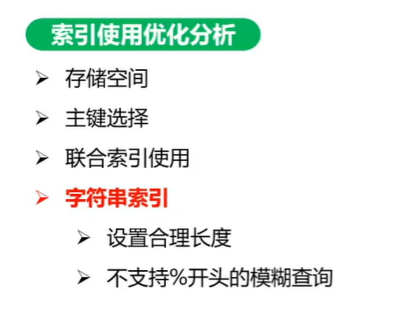 索引使用优化分析
存储空间
主键选择
联合索引使用
字符串索引
设置合理长度
不支持%开头的模糊查询